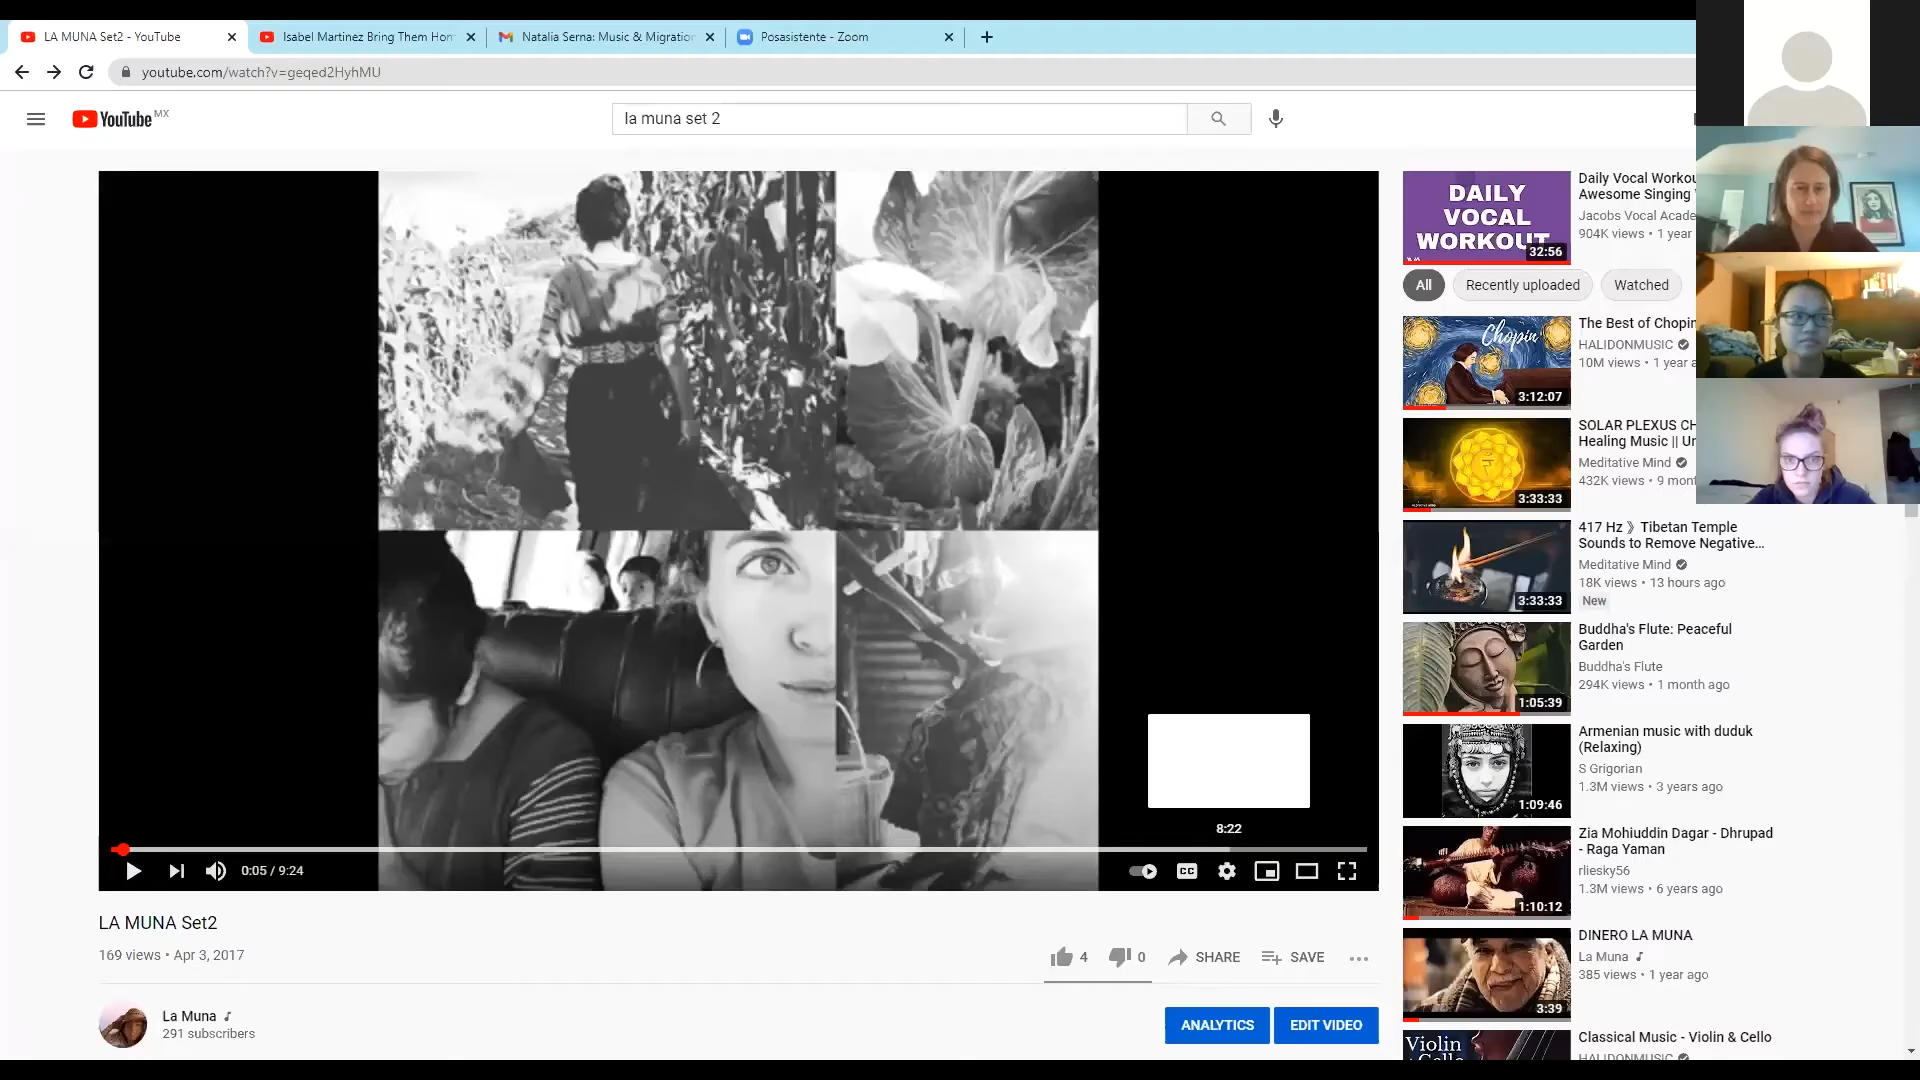 LA MUNA Set2 - YouTube
Isabel Martinez Bring Them Hom
Natalia Serna: Music & Migration
Posasistente - Zoom
youtube.com/watch?v=geqed2HyhMU
YouTube MX
la muna set 2
8:22
0:05 / 9:24
CC
LA MUNA Set2
169 views • Apr 3, 2017
4
0
SHARE
SAVE
La Muna
291 subscribers
ANALYTICS
EDIT VIDEO
DAILY
VOCAL
WORKOUT
32:56
Daily Vocal Workou
Awesome Singing
Jacobs Vocal Acade
904K views • 1 year
All
Recently uploaded
Watched
Chopin
3:12:07
The Best of Chopin
HALIDONMUSIC
10M views • 1 year a
3:33:33
SOLAR PLEXUS CH
Healing Music || Un
Meditative Mind
432K views • 9 mont
3:33:33
417 Hz 》Tibetan Temple
Sounds to Remove Negative...
Meditative Mind
18K views • 13 hours ago
New
1:05:39
Buddha's Flute: Peaceful
Garden
Buddha's Flute
294K views • 1 month ago
1:09:46
Armenian music with duduk
(Relaxing)
S Grigorian
1.3M views • 3 years ago
1:10:12
Zia Mohiuddin Dagar - Dhrupad
- Raga Yaman
rliesky56
1.3M views • 6 years ago
3:39
DINERO LA MUNA
La Muna
385 views • 1 year ago
Violin
& Cello
Classical Music - Violin & Cello
HALIDONMUSIC